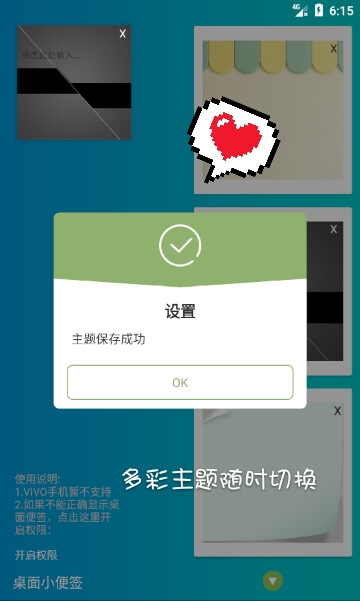 4G 6:15
X
点击此处输入...
X
X
设置
主题保存成功
OK
X
多彩主题随时切换
使用说明:
1.VIVO手机暂不支持
2.如果不能正确显示桌
面便签，点击这里开
启权限:
开启权限
桌面小便签